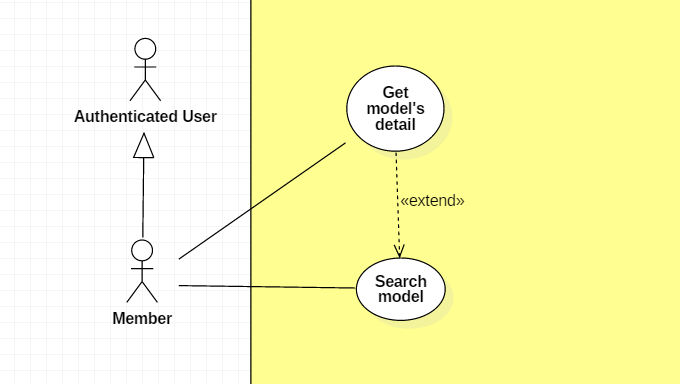 Authenticated User
Get
model's
detail
«extend»
Search
model
Member